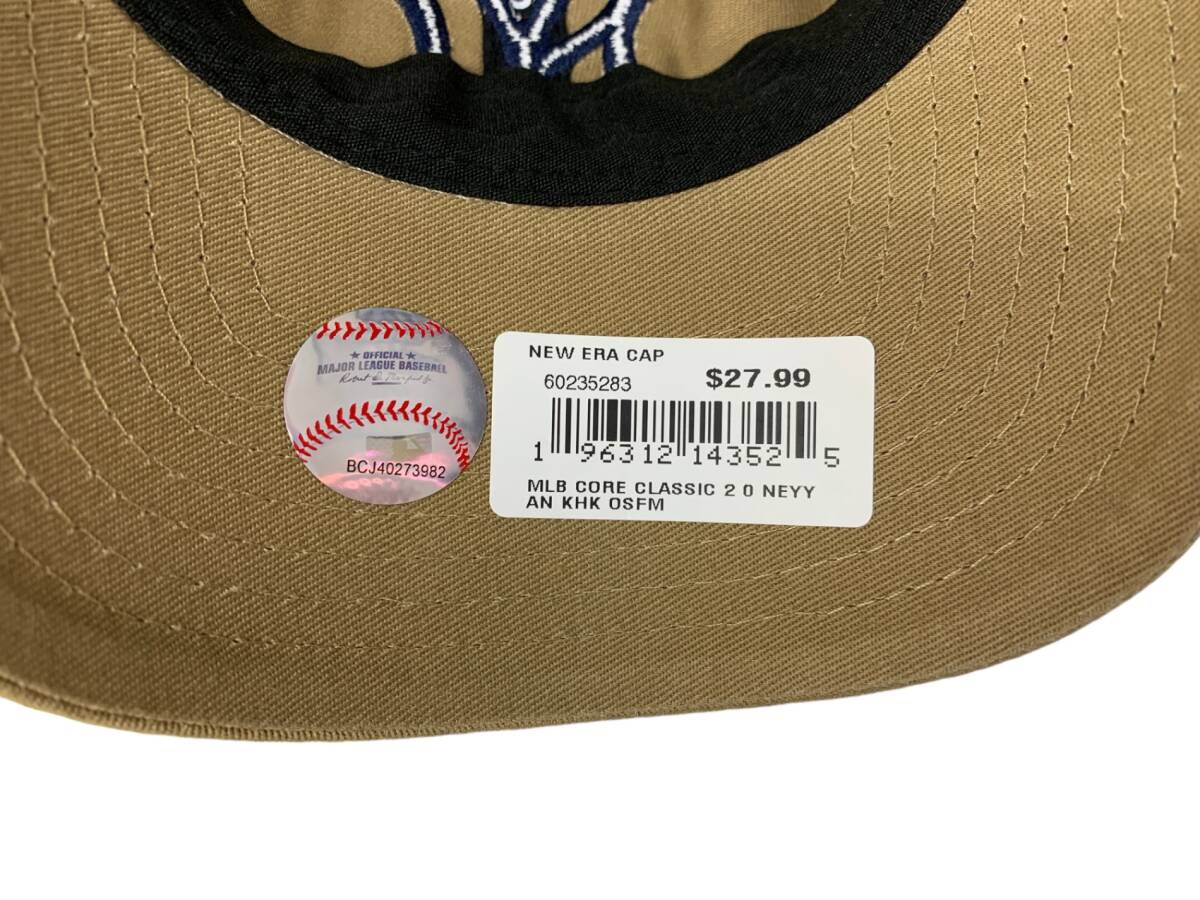 ★ OFFICIAL ★
MAJOR LEAGUE BASEBALL
BCJ40273982
NEW ERA CAP
60235283 $27.99
1 96312 14352 5
MLB CORE CLASSIC 2 0 NEYY
AN KHK OSFM